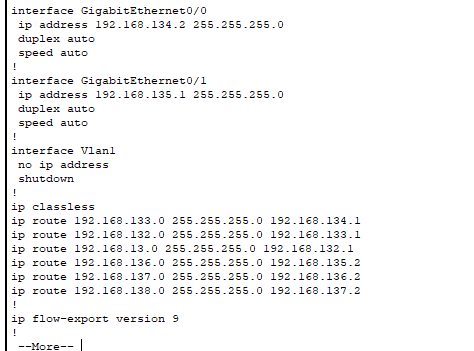 interface GigabitEthernet0/0
 ip address 192.168.134.2 255.255.255.0
 duplex auto
 speed auto
!
interface GigabitEthernet0/1
 ip address 192.168.135.1 255.255.255.0
 duplex auto
 speed auto
!
interface Vlan1
 no ip address
 shutdown
!
ip classless
ip route 192.168.133.0 255.255.255.0 192.168.134.1
ip route 192.168.132.0 255.255.255.0 192.168.133.1
ip route 192.168.13.0 255.255.255.0 192.168.132.1
ip route 192.168.136.0 255.255.255.0 192.168.135.2
ip route 192.168.137.0 255.255.255.0 192.168.136.2
ip route 192.168.138.0 255.255.255.0 192.168.137.2
!
ip flow-export version 9
!
 --More--